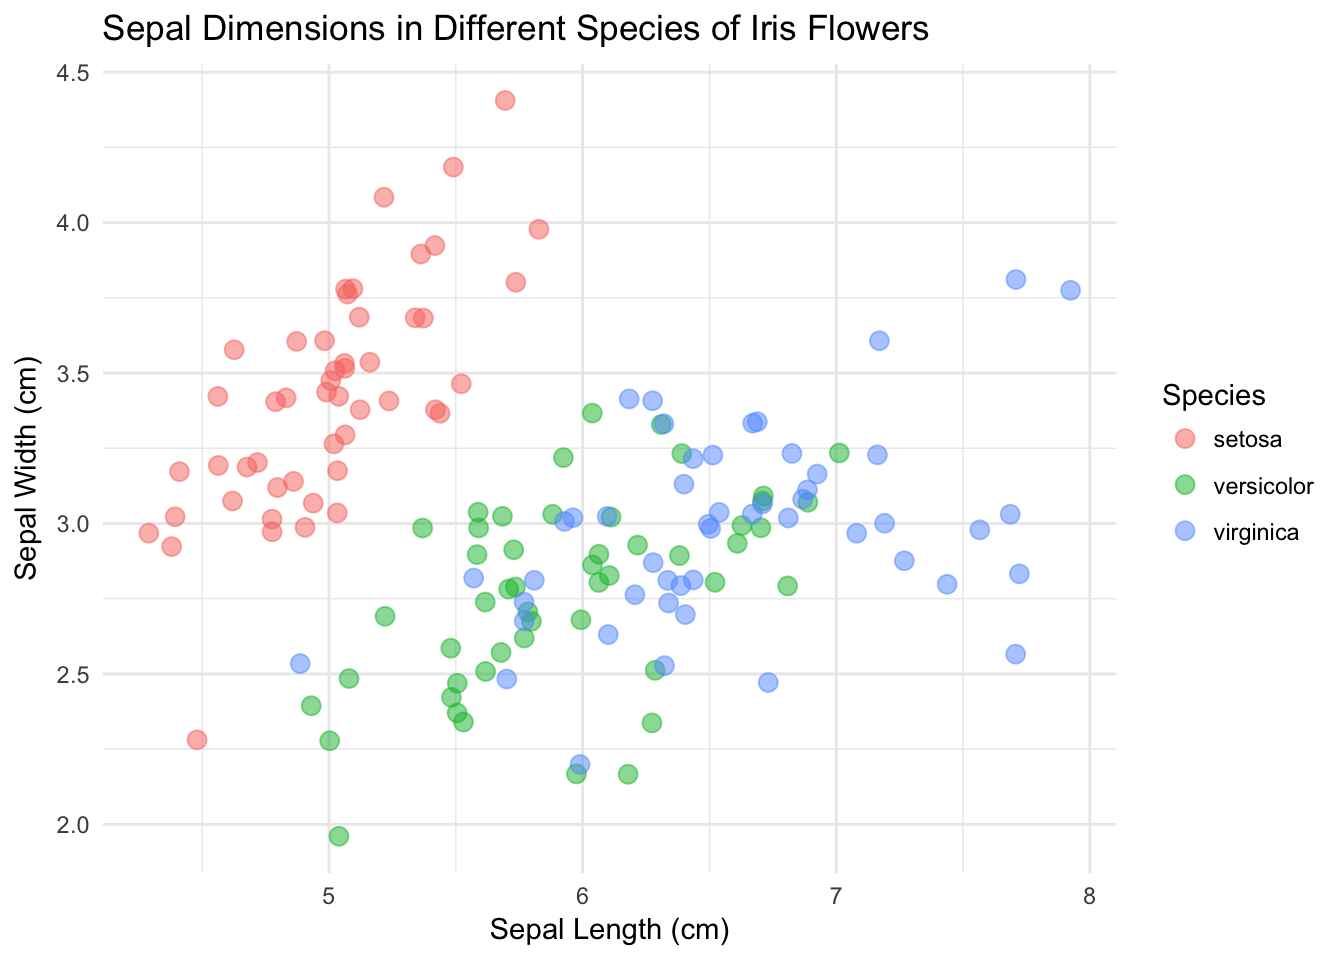 Sepal Dimensions in Different Species of Iris Flowers
4.5
4.0
3.5
3.0
2.5
2.0
Sepal Width (cm)
5 6 7 8
Sepal Length (cm)
Species
setosa
versicolor
virginica